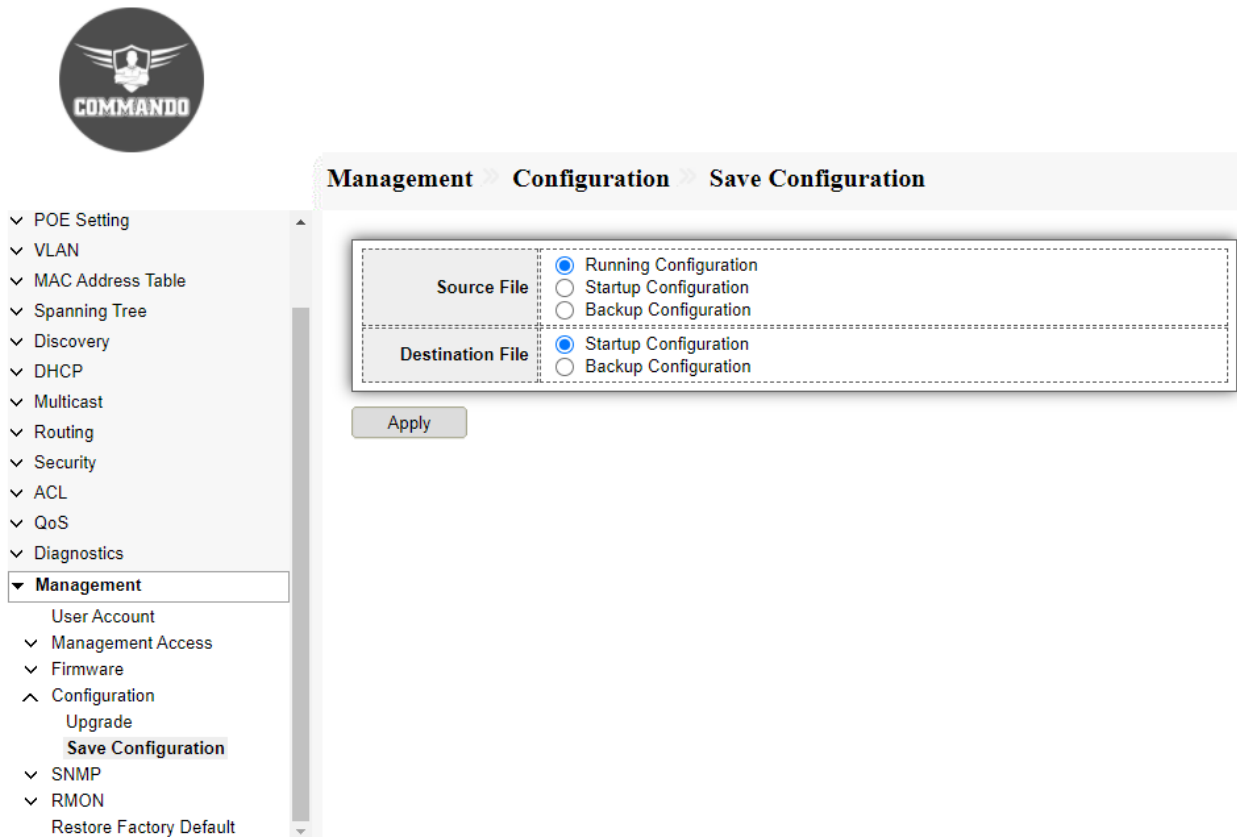 COMMANDO
Management » Configuration » Save Configuration
POE Setting
VLAN
MAC Address Table
Spanning Tree
Discovery
DHCP
Multicast
Routing
Security
ACL
QoS
Diagnostics
Management
User Account
Management Access
Firmware
Configuration
Upgrade
Save Configuration
SNMP
RMON
Restore Factory Default
Source File
Running Configuration
Startup Configuration
Backup Configuration
Destination File
Startup Configuration
Backup Configuration
Apply